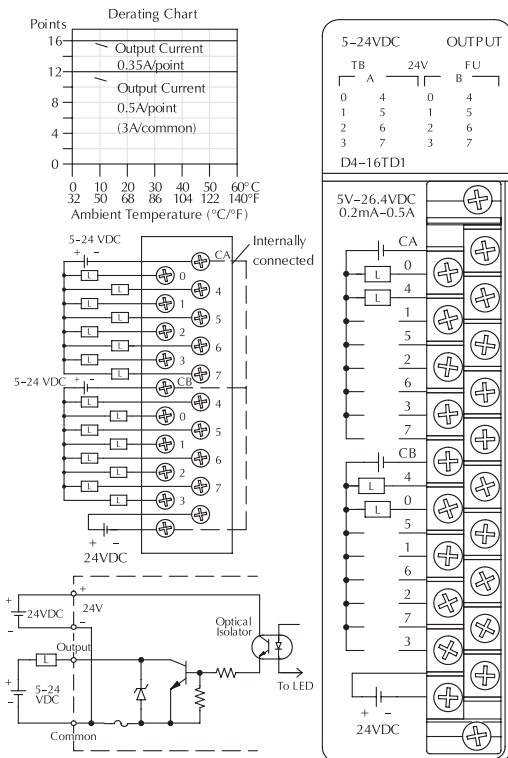 Derating Chart
Points
16
12
8
4
0
Output Current
0.35A/point
Output Current
0.5A/point
(3A/common)
0 10 20 30 40 50 60°C
32 50 68 86 104 122 140°F
Ambient Temperature (°C/°F)
5–24 VDC
+ –
Internally
connected
CA
L
0
L
4
L
1
L
5
L
2
L
6
L
3
L
7
5–24 VDC
+ –
CB
L
4
L
0
L
5
L
1
L
6
L
2
L
7
L
3
+ –
24VDC
+
24VDC
–
+
24V
–
Optical
Isolator
Output
L
To LED
+
5–24
VDC
–
Common
5–24VDC OUTPUT
TB 24V FU
A B
0 4 0 4
1 5 1 5
2 6 2 6
3 7 3 7
D4–16TD1
5V–26.4VDC
0.2mA–0.5A
CA
L
0
L
4
1
5
2
6
3
7
CB
L
4
L
0
5
1
6
2
7
3
+ –
24VDC